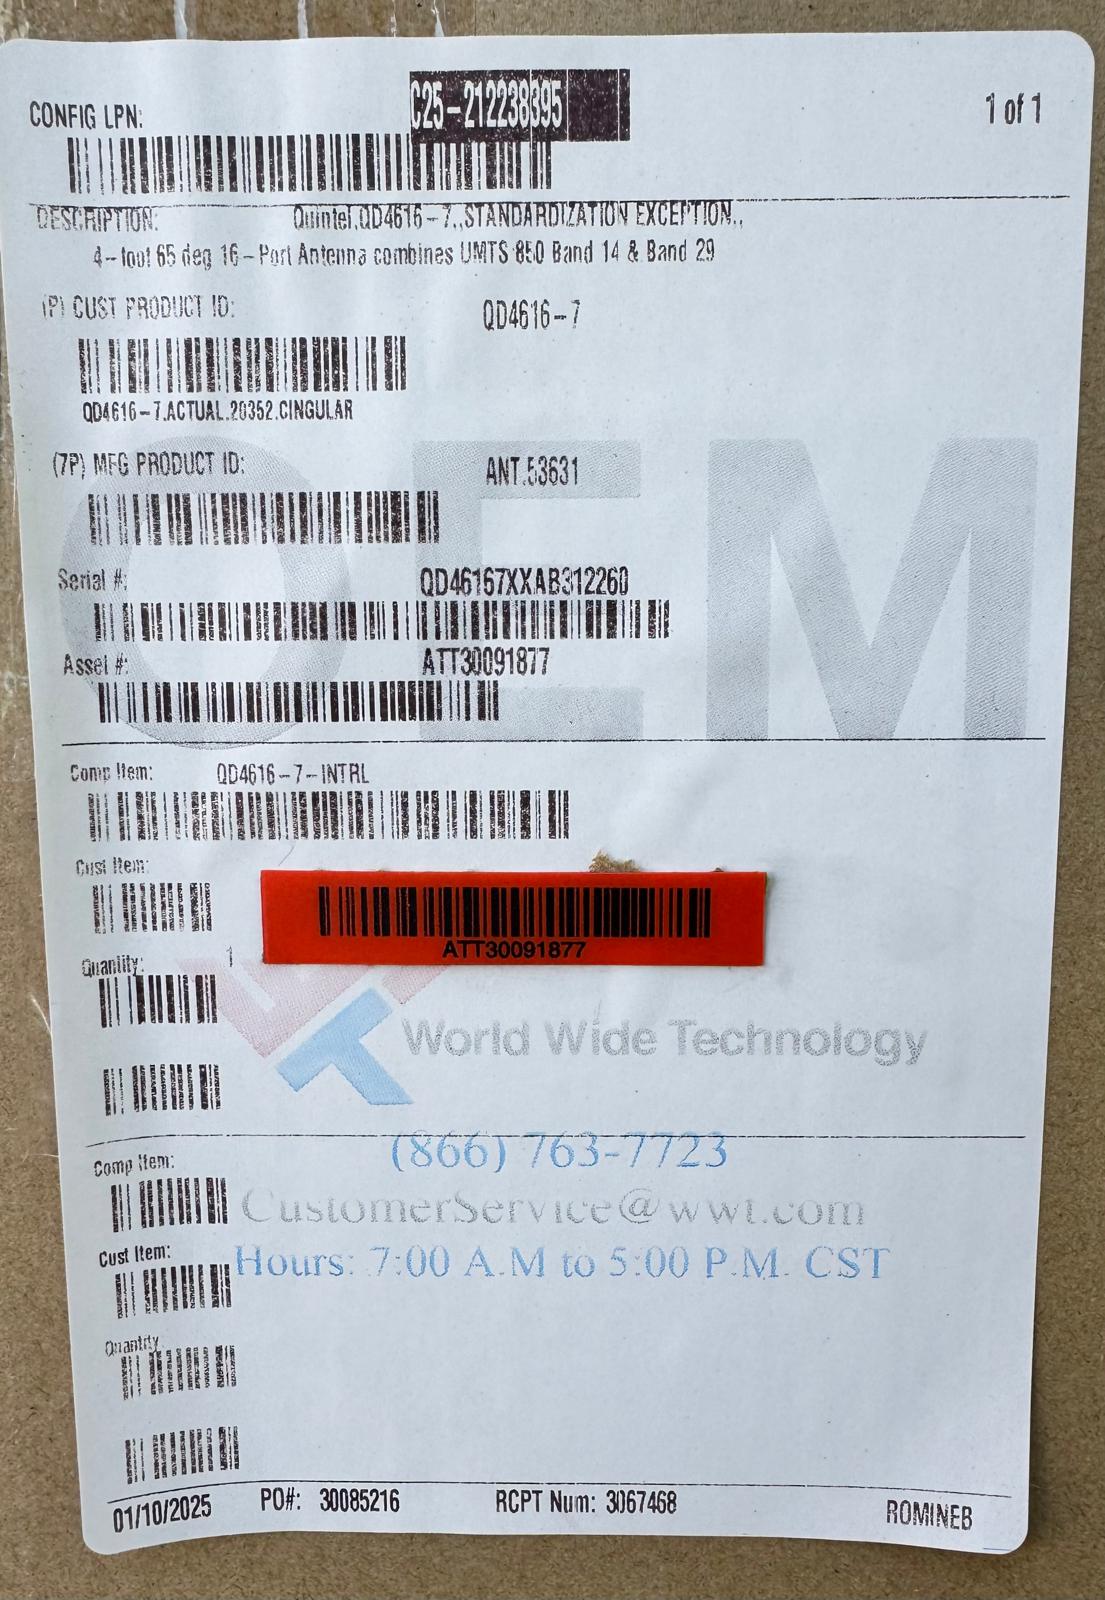 CONFIG LPN: C25-212238395 1 of 1
DESCRIPTION: Quintel,QD4616-7,,STANDARDIZATION EXCEPTION,,
4-foot 65 deg 16-Port Antenna combines UMTS 850 Band 14 & Band 29
(P) CUST PRODUCT ID: QD4616-7
QD4616-7.ACTUAL.20352.CINGULAR
OEM
(7P) MFG PRODUCT ID: ANT.53631
Serial #: QD46167XXAB312260
Asset #: ATT30091877
Comp Item: QD4616-7-INTRL
Cust Item:
ATT30091877
Quantity: 1
World Wide Technology
(866) 763-7723
Comp Item:
CustomerService@wwt.com
Cust Item:
Hours: 7:00 A.M to 5:00 P.M. CST
Quantity
01/10/2025 PO#: 30085216 RCPT Num: 3067468 ROMINEB